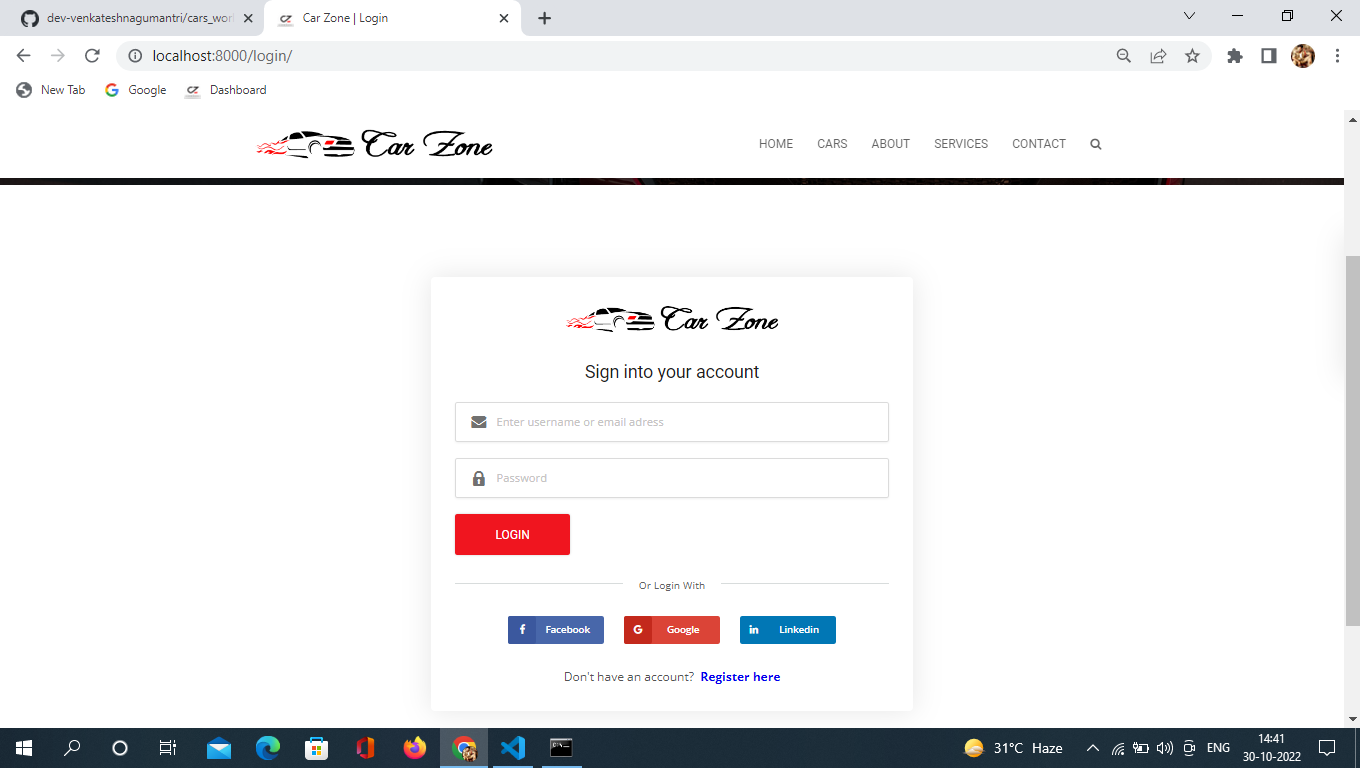 dev-venkateshnagumantri/cars_wor
Car Zone | Login
localhost:8000/login/
New Tab
Google
Dashboard
Car Zone
HOME
CARS
ABOUT
SERVICES
CONTACT
Car Zone
Sign into your account
Enter username or email adress
Password
LOGIN
Or Login With
Facebook
Google
Linkedin
Don't have an account? Register here
31°C Haze
ENG
14:41
30-10-2022